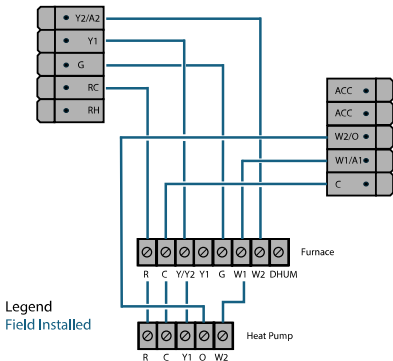 Y2/A2
Y1
G
RC
RH
ACC
ACC
W2/O
W1/A1
C
Furnace
R C Y/Y2 Y1 G W1 W2 DHUM
Legend
Field Installed
Heat Pump
R C Y1 O W2